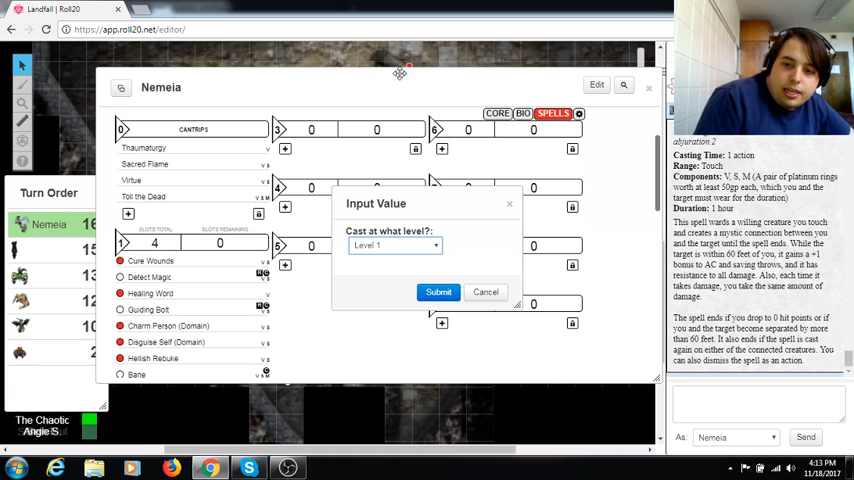 Landfall | Roll20
https://app.roll20.net/editor/
Nemeia
Edit
CORE
BIO
SPELLS
0
CANTRIPS
Thaumaturgy
Sacred Flame
V S
Virtue
V S
Toll the Dead
V S
SLOTS TOTAL
SLOTS REMAINING
1
4
0
Cure Wounds
V S
Detect Magic
V S
Healing Word
V
Guiding Bolt
V S
Charm Person (Domain)
V S
Disguise Self (Domain)
V S
Hellish Rebuke
V S
Bane
V S M
3
0
0
4
0
5
0
6
0
0
0
0
0
Input Value
Cast at what level?:
Level 1
Submit
Cancel
Turn Order
Nemeia
16
15
13
12
10
2
The Chaotic
Angie S.
abjuration 2
Casting Time: 1 action
Range: Touch
Components: V, S, M (A pair of platinum rings
worth at least 50gp each, which you and
the target must wear for the duration)
Duration: 1 hour
This spell wards a willing creature you touch
and creates a mystic connection between you
and the target until the spell ends. While the
target is within 60 feet of you, it gains a +1
bonus to AC and saving throws, and it has
resistance to all damage. Also, each time it
takes damage, you take the same amount of
damage.
The spell ends if you drop to 0 hit points or if
you and the target become separated by more
than 60 feet. It also ends if the spell is cast
again on either of the connected creatures. You
can also dismiss the spell as an action.
As:
Nemeia
Send
4:13 PM
11/18/2017